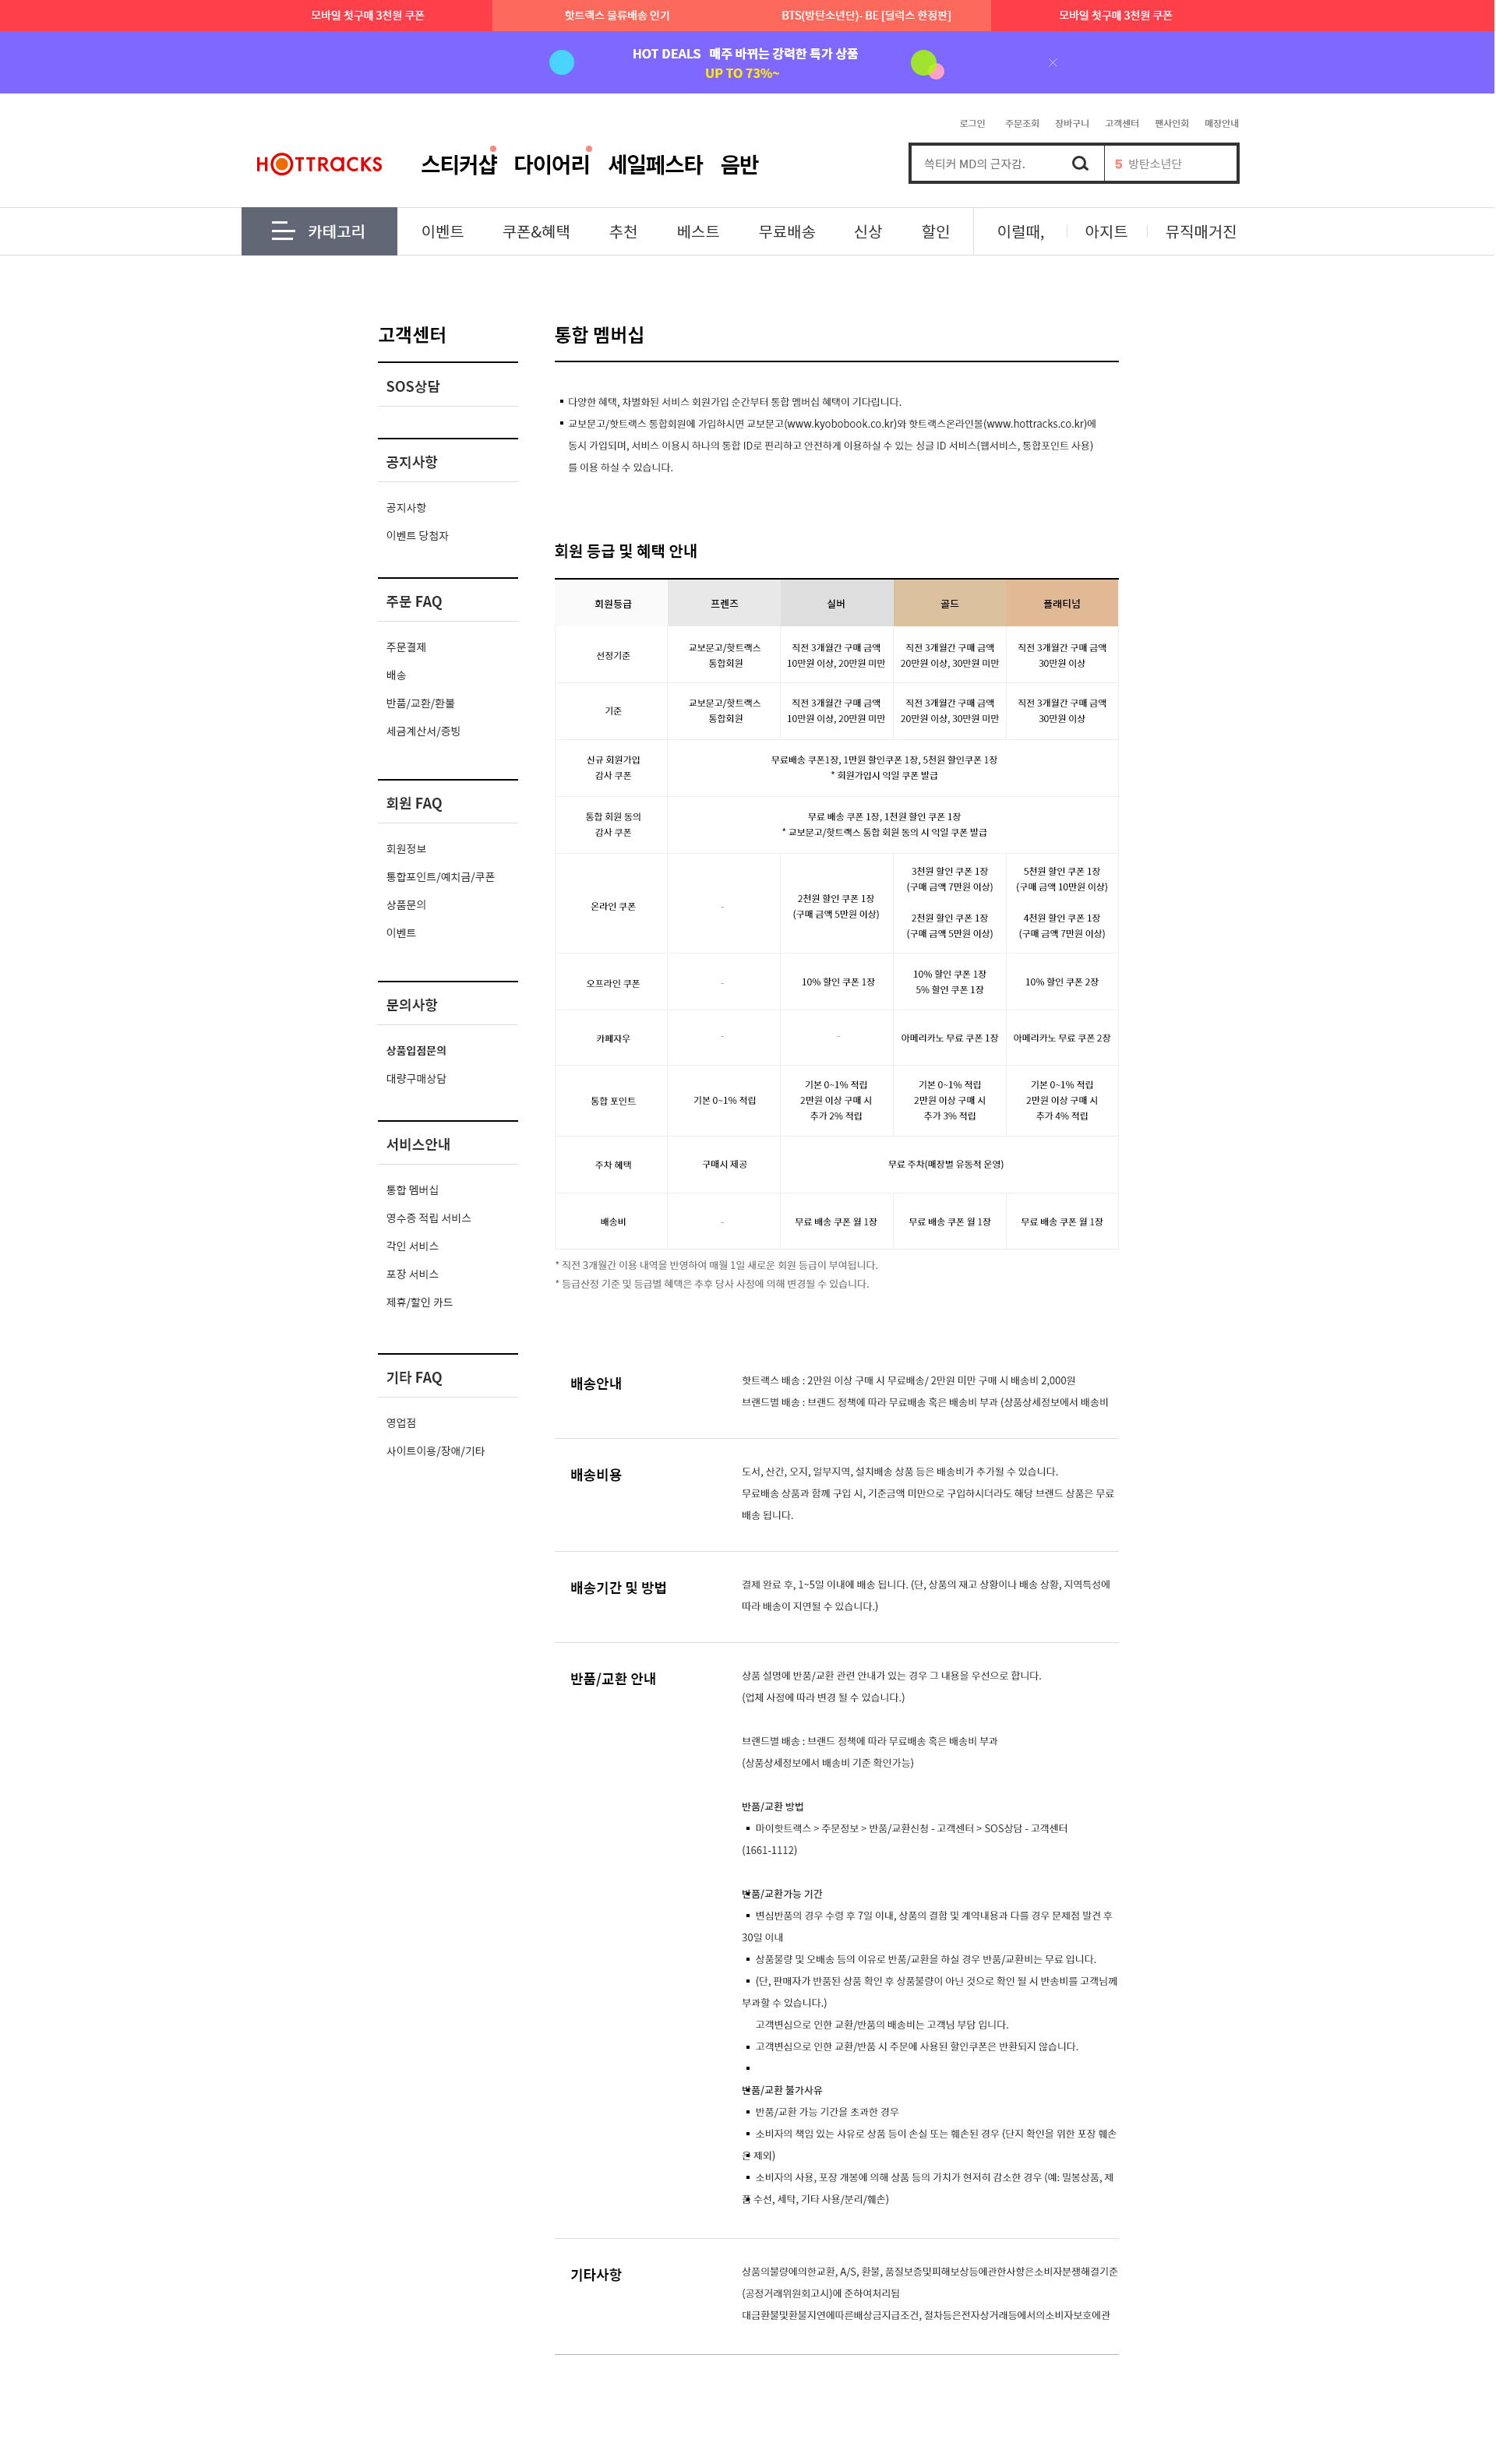 모바일 첫구매 3천원 쿠폰
핫트랙스 물류배송 인기
BTS(방탄소년단)- BE [딜럭스 한정판]
모바일 첫구매 3천원 쿠폰
HOT DEALS 매주 바뀌는 강력한 특가 상품
UP TO 73%~
로그인 주문조회 장바구니 고객센터 팬사인회 매장안내
HOTTRACKS
스티커샵 다이어리 세일페스타 음반
쓱티커 MD의 근자감.
5 방탄소년단
카테고리 이벤트 쿠폰&혜택 추천 베스트 무료배송 신상 할인 이럴때, 아지트 뮤직매거진
고객센터
SOS상담
공지사항
공지사항
이벤트 당첨자
주문 FAQ
주문결제
배송
반품/교환/환불
세금계산서/증빙
회원 FAQ
회원정보
통합포인트/예치금/쿠폰
상품문의
이벤트
문의사항
상품입점문의
대량구매상담
서비스안내
통합 멤버십
영수증 적립 서비스
각인 서비스
포장 서비스
제휴/할인 카드
기타 FAQ
영업점
사이트이용/장애/기타
통합 멤버십
다양한 혜택, 차별화된 서비스 회원가입 순간부터 통합 멤버십 혜택이 기다립니다.
교보문고/핫트랙스 통합회원에 가입하시면 교보문고(www.kyobobook.co.kr)와 핫트랙스온라인몰(www.hottracks.co.kr)에
동시 가입되며, 서비스 이용시 하나의 통합 ID로 편리하고 안전하게 이용하실 수 있는 싱글 ID 서비스(웹서비스, 통합포인트 사용)
를 이용 하실 수 있습니다.
회원 등급 및 혜택 안내
회원등급 프렌즈 실버 골드 플래티넘
선정기준
교보문고/핫트랙스
통합회원
직전 3개월간 구매 금액
10만원 이상, 20만원 미만
직전 3개월간 구매 금액
20만원 이상, 30만원 미만
직전 3개월간 구매 금액
30만원 이상
기준
교보문고/핫트랙스
통합회원
직전 3개월간 구매 금액
10만원 이상, 20만원 미만
직전 3개월간 구매 금액
20만원 이상, 30만원 미만
직전 3개월간 구매 금액
30만원 이상
신규 회원가입
감사 쿠폰
무료배송 쿠폰1장, 1만원 할인쿠폰 1장, 5천원 할인쿠폰 1장
* 회원가입시 익일 쿠폰 발급
통합 회원 동의
감사 쿠폰
무료 배송 쿠폰 1장, 1천원 할인 쿠폰 1장
* 교보문고/핫트랙스 통합 회원 동의 시 익일 쿠폰 발급
온라인 쿠폰
-
2천원 할인 쿠폰 1장
(구매 금액 5만원 이상)
3천원 할인 쿠폰 1장
(구매 금액 7만원 이상)
2천원 할인 쿠폰 1장
(구매 금액 5만원 이상)
5천원 할인 쿠폰 1장
(구매 금액 10만원 이상)
4천원 할인 쿠폰 1장
(구매 금액 7만원 이상)
오프라인 쿠폰
-
10% 할인 쿠폰 1장
10% 할인 쿠폰 1장
5% 할인 쿠폰 1장
10% 할인 쿠폰 2장
카페자우
-
-
아메리카노 무료 쿠폰 1장
아메리카노 무료 쿠폰 2장
통합 포인트
기본 0~1% 적립
기본 0~1% 적립
2만원 이상 구매 시
추가 2% 적립
기본 0~1% 적립
2만원 이상 구매 시
추가 3% 적립
기본 0~1% 적립
2만원 이상 구매 시
추가 4% 적립
주차 혜택
구매시 제공
무료 주차(매장별 유동적 운영)
배송비
-
무료 배송 쿠폰 월 1장
무료 배송 쿠폰 월 1장
무료 배송 쿠폰 월 1장
* 직전 3개월간 이용 내역을 반영하여 매월 1일 새로운 회원 등급이 부여됩니다.
* 등급산정 기준 및 등급별 혜택은 추후 당사 사정에 의해 변경될 수 있습니다.
배송안내
핫트랙스 배송 : 2만원 이상 구매 시 무료배송/ 2만원 미만 구매 시 배송비 2,000원
브랜드별 배송 : 브랜드 정책에 따라 무료배송 혹은 배송비 부과 (상품상세정보에서 배송비
배송비용
도서, 산간, 오지, 일부지역, 설치배송 상품 등은 배송비가 추가될 수 있습니다.
무료배송 상품과 함께 구입 시, 기준금액 미만으로 구입하시더라도 해당 브랜드 상품은 무료
배송 됩니다.
배송기간 및 방법
결제 완료 후, 1~5일 이내에 배송 됩니다. (단, 상품의 재고 상황이나 배송 상황, 지역특성에
따라 배송이 지연될 수 있습니다.)
반품/교환 안내
상품 설명에 반품/교환 관련 안내가 있는 경우 그 내용을 우선으로 합니다.
(업체 사정에 따라 변경 될 수 있습니다.)
브랜드별 배송 : 브랜드 정책에 따라 무료배송 혹은 배송비 부과
(상품상세정보에서 배송비 기준 확인가능)
반품/교환 방법
마이핫트랙스 > 주문정보 > 반품/교환신청 - 고객센터 > SOS상담 - 고객센터
(1661-1112)
반품/교환가능 기간
변심반품의 경우 수령 후 7일 이내, 상품의 결함 및 계약내용과 다를 경우 문제점 발견 후
30일 이내
상품불량 및 오배송 등의 이유로 반품/교환을 하실 경우 반품/교환비는 무료 입니다.
(단, 판매자가 반품된 상품 확인 후 상품불량이 아닌 것으로 확인 될 시 반송비를 고객님께
부과할 수 있습니다.)
고객변심으로 인한 교환/반품의 배송비는 고객님 부담 입니다.
고객변심으로 인한 교환/반품 시 주문에 사용된 할인쿠폰은 반환되지 않습니다.
반품/교환 불가사유
반품/교환 가능 기간을 초과한 경우
소비자의 책임 있는 사유로 상품 등이 손실 또는 훼손된 경우 (단지 확인을 위한 포장 훼손
은 제외)
소비자의 사용, 포장 개봉에 의해 상품 등의 가치가 현저히 감소한 경우 (예: 밀봉상품, 제
품 수선, 세탁, 기타 사용/분리/훼손)
기타사항
상품의불량에의한교환, A/S, 환불, 품질보증및피해보상등에관한사항은소비자분쟁해결기준
(공정거래위원회고시)에 준하여처리됨
대금환불및환불지연에따른배상금지급조건, 절차등은전자상거래등에서의소비자보호에관